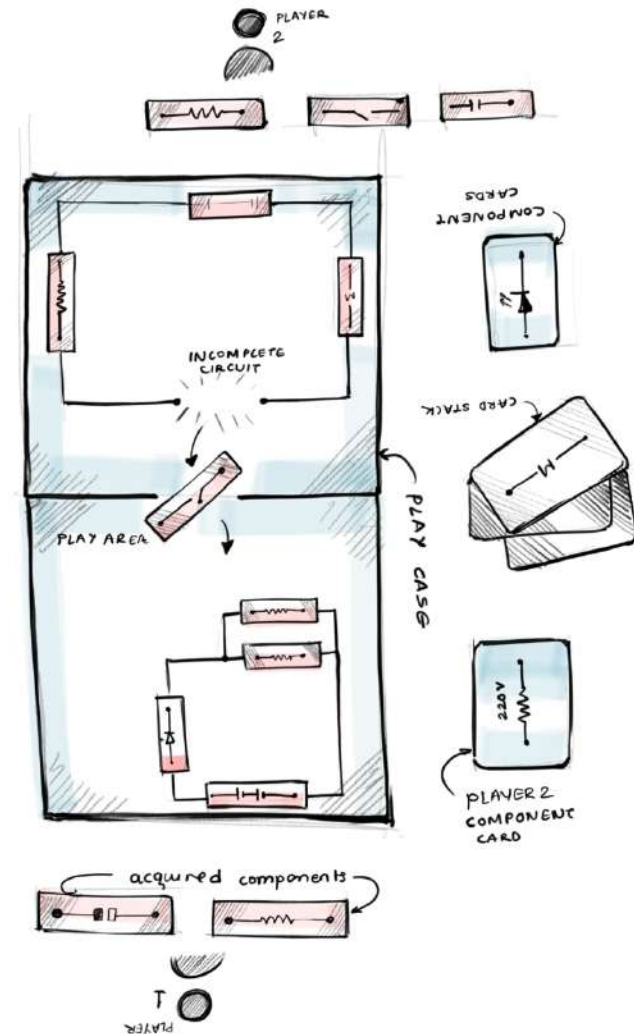 PLAYER
2
COMPONENT
CARDS
INCOMPLETE
CIRCUIT
CARD STACK
M
M
PLAY AREA
PLAY CASE
220V
PLAYER 2
COMPONENT
CARD
acquired components
1
PLAYER